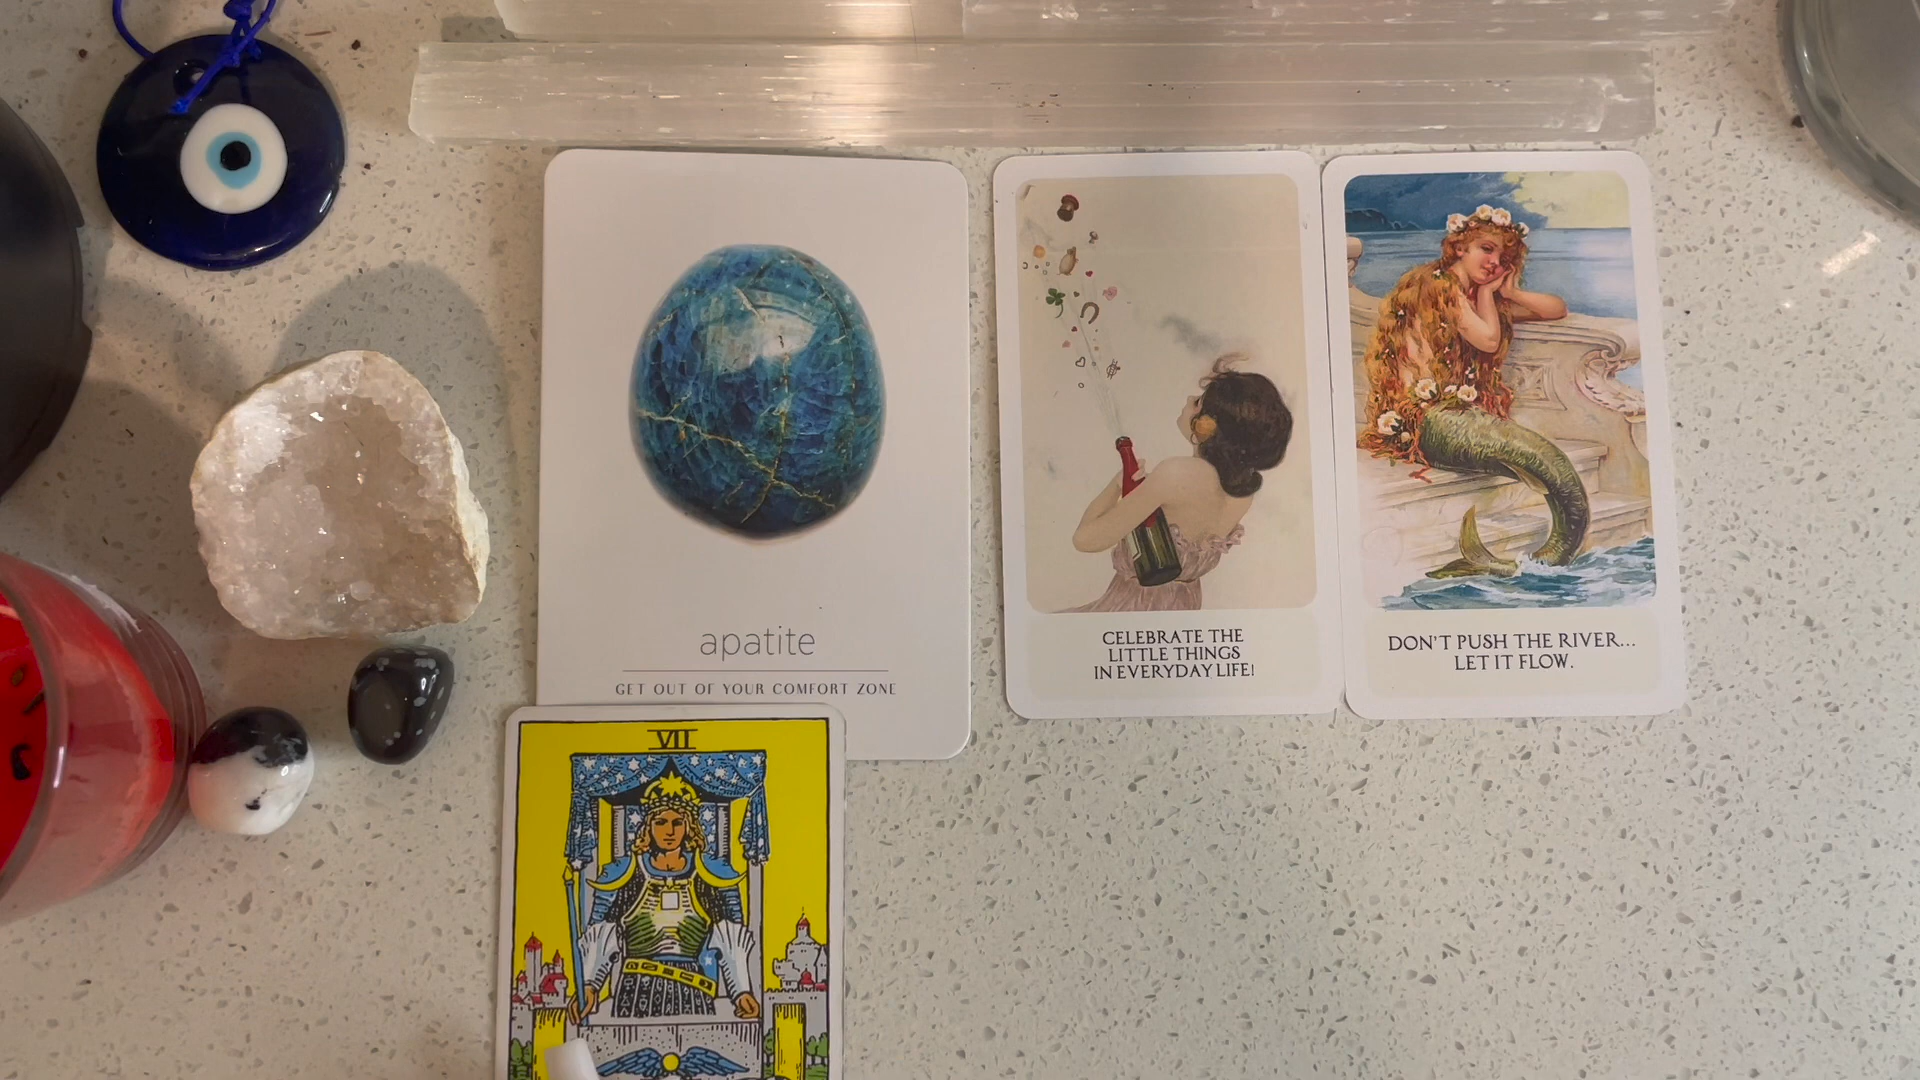 apatite
GET OUT OF YOUR COMFORT ZONE
CELEBRATE THE
LITTLE THINGS
IN EVERYDAY LIFE!
DON'T PUSH THE RIVER...
LET IT FLOW.
VII